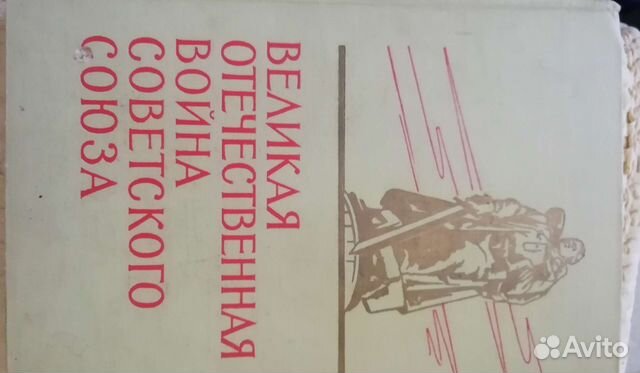 ВЕЛИКАЯ
ОТЕЧЕСТВЕННАЯ
ВОЙНА
СОВЕТСКОГО
СОЮЗА
Avito